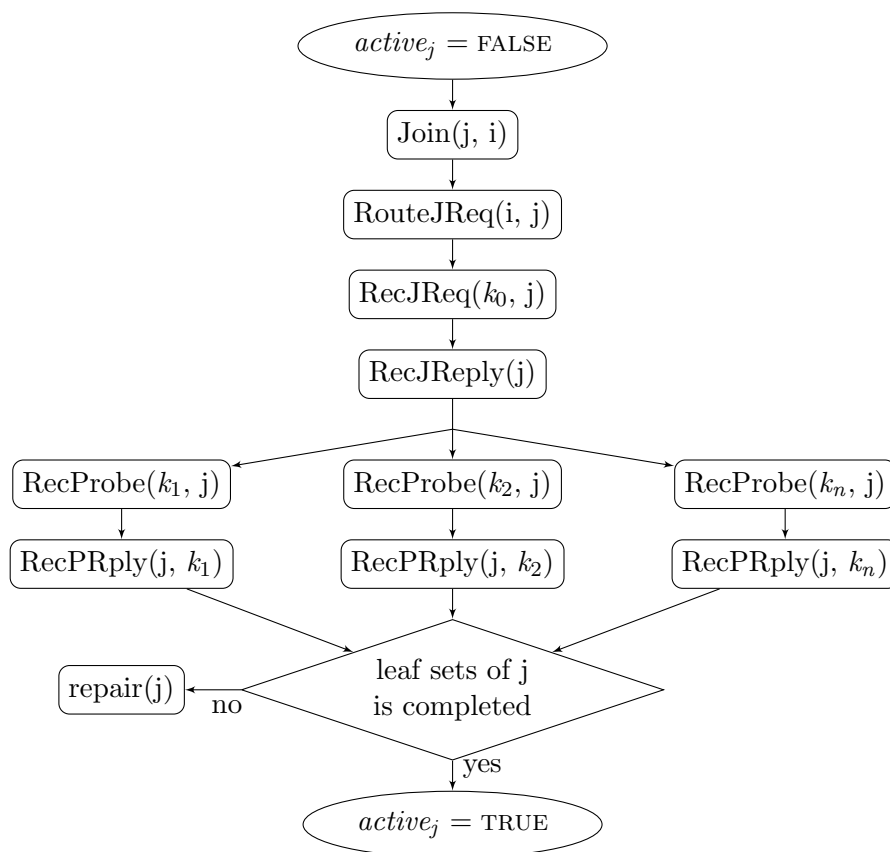 active_j = FALSE
Join(j, i)
RouteJReq(i, j)
RecJReq(k_0, j)
RecJReply(j)
RecProbe(k_1, j)
RecProbe(k_2, j)
RecProbe(k_n, j)
RecPRply(j, k_1)
RecPRply(j, k_2)
RecPRply(j, k_n)
leaf sets of j
is completed
repair(j)
no
yes
active_j = TRUE